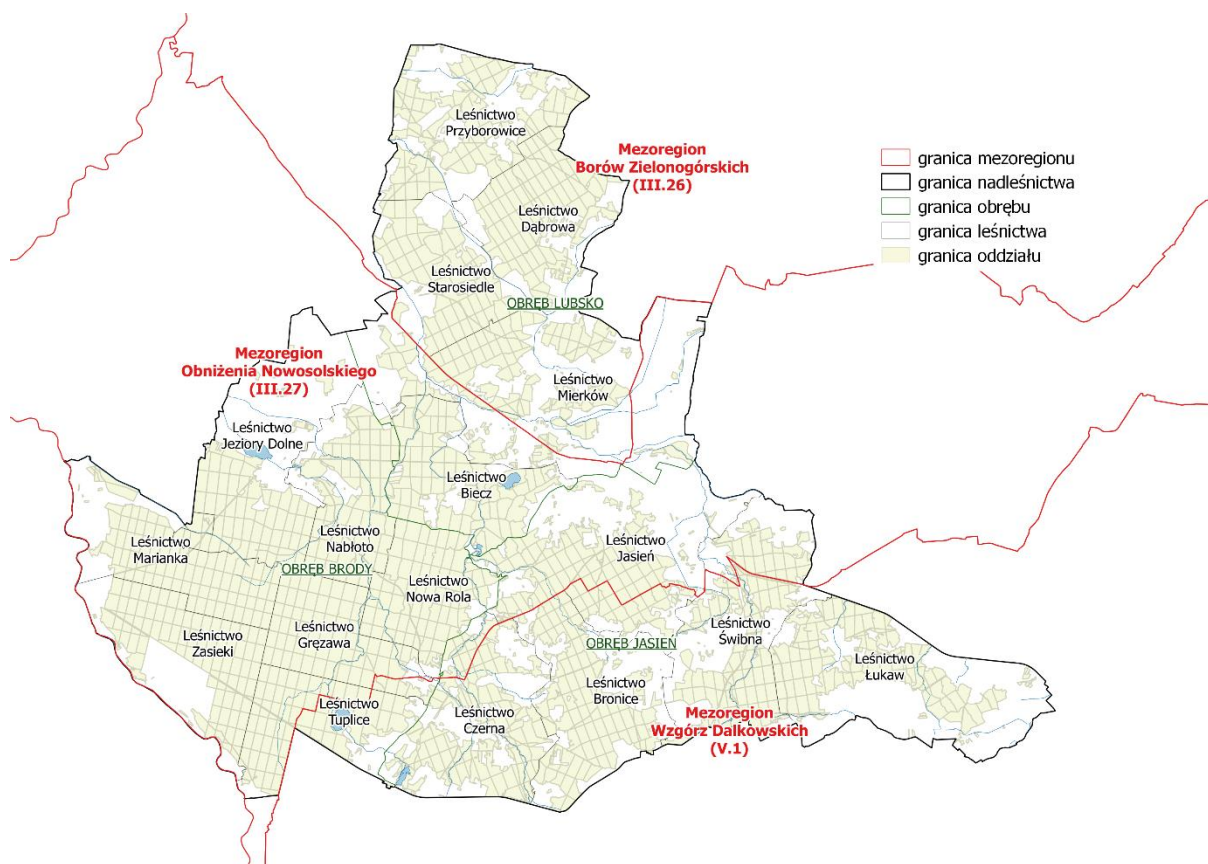 Leśnictwo
Przyborowice
Mezoregion
Borów Zielonogórskich
(III.26)
granica mezoregionu
granica nadleśnictwa
granica obrębu
granica leśnictwa
granica oddziału
Leśnictwo
Dąbrowa
Leśnictwo
Starosiedle
OBRĘB LUBSKO
Mezoregion
Obniżenia Nowosolskiego
(III.27)
Leśnictwo
Mierków
Leśnictwo
Jeziory Dolne
Leśnictwo
Biecz
Leśnictwo
Marianka
Leśnictwo
Nabłoto
Leśnictwo
Jasień
OBRĘB BRODY
Leśnictwo
Nowa Rola
Leśnictwo
Zasieki
Leśnictwo
Gręzawa
OBRĘB JASIEŃ
Leśnictwo
Świbna
Leśnictwo
Łukaw
Leśnictwo
Bronice
Leśnictwo
Tuplice
Leśnictwo
Czerna
Mezoregion
Wzgórz Dalkowskich
(V.1)